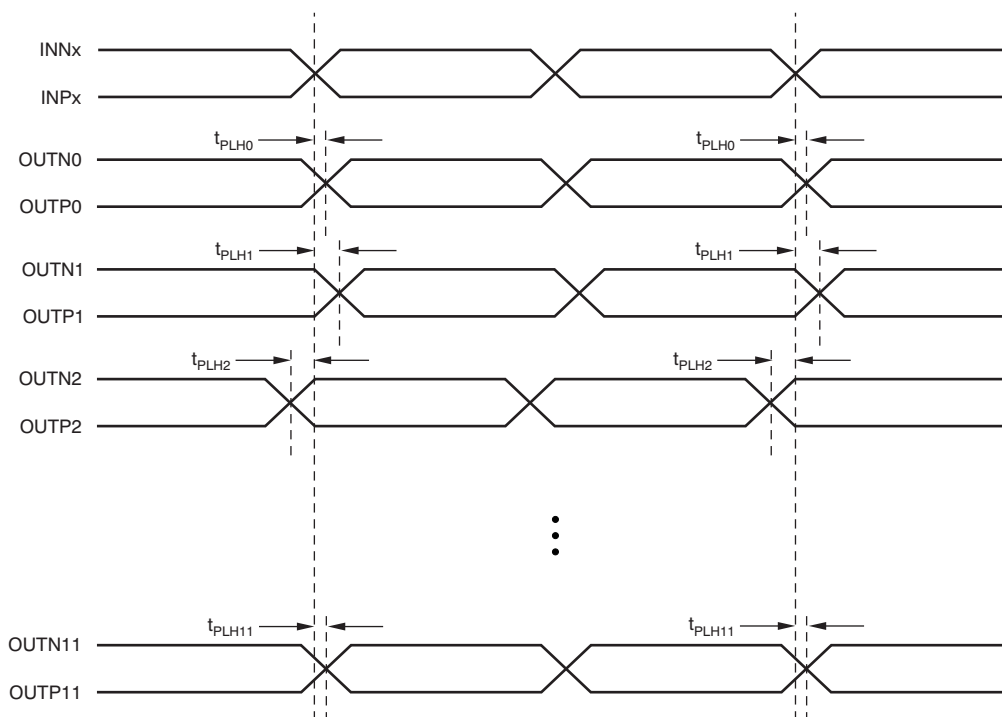 INNx
INPx
tPLH0 tPLH0
OUTN0
OUTP0
tPLH1 tPLH1
OUTN1
OUTP1
tPLH2 tPLH2
OUTN2
OUTP2
tPLH11 tPLH11
OUTN11
OUTP11